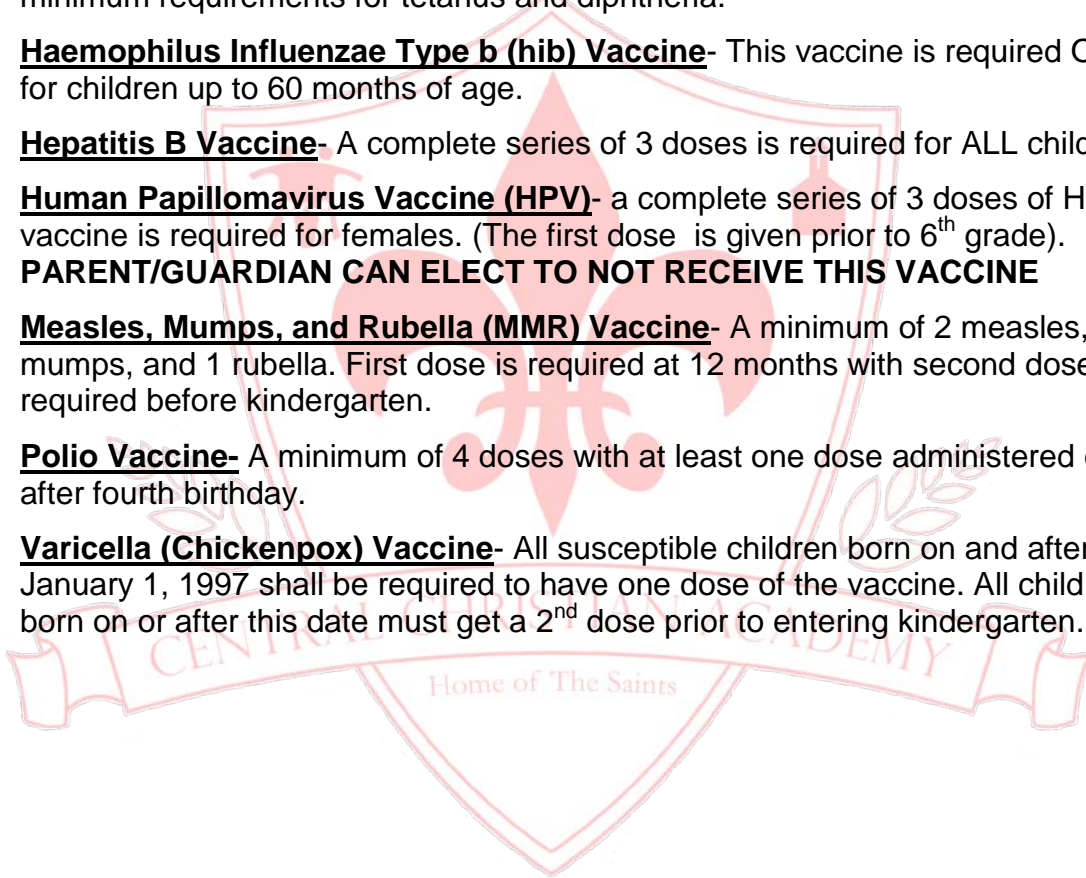 minimum requirements for tetanus and diphtheria.
Haemophilus Influenzae Type b (hib) Vaccine- This vaccine is required
for children up to 60 months of age.
Hepatitis B Vaccine- A complete series of 3 doses is required for ALL
Human Papillomavirus Vaccine (HPV)- a complete series of 3 doses of
vaccine is required for females. (The first dose is given prior to 6th grade).
PARENT/GUARDIAN CAN ELECT TO NOT RECEIVE THIS VACCINE
Measles, Mumps, and Rubella (MMR) Vaccine- A minimum of 2 measles,
mumps, and 1 rubella. First dose is required at 12 months with second dose
required before kindergarten.
Polio Vaccine- A minimum of 4 doses with at least one dose administered
after fourth birthday.
Varicella (Chickenpox) Vaccine- All susceptible children born on and after
January 1, 1997 shall be required to have one dose of the vaccine. All child
born on or after this date must get a 2nd dose prior to entering kindergarten.
CENTRAL CHRISTIAN ACADEMY
Home of The Saints